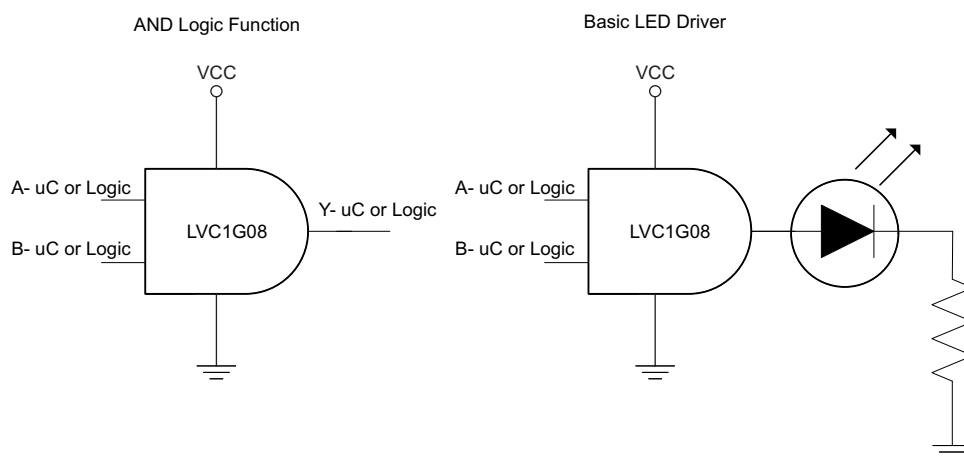 AND Logic Function
VCC
A- uC or Logic
B- uC or Logic
LVC1G08
Y- uC or Logic
Basic LED Driver
VCC
A- uC or Logic
B- uC or Logic
LVC1G08